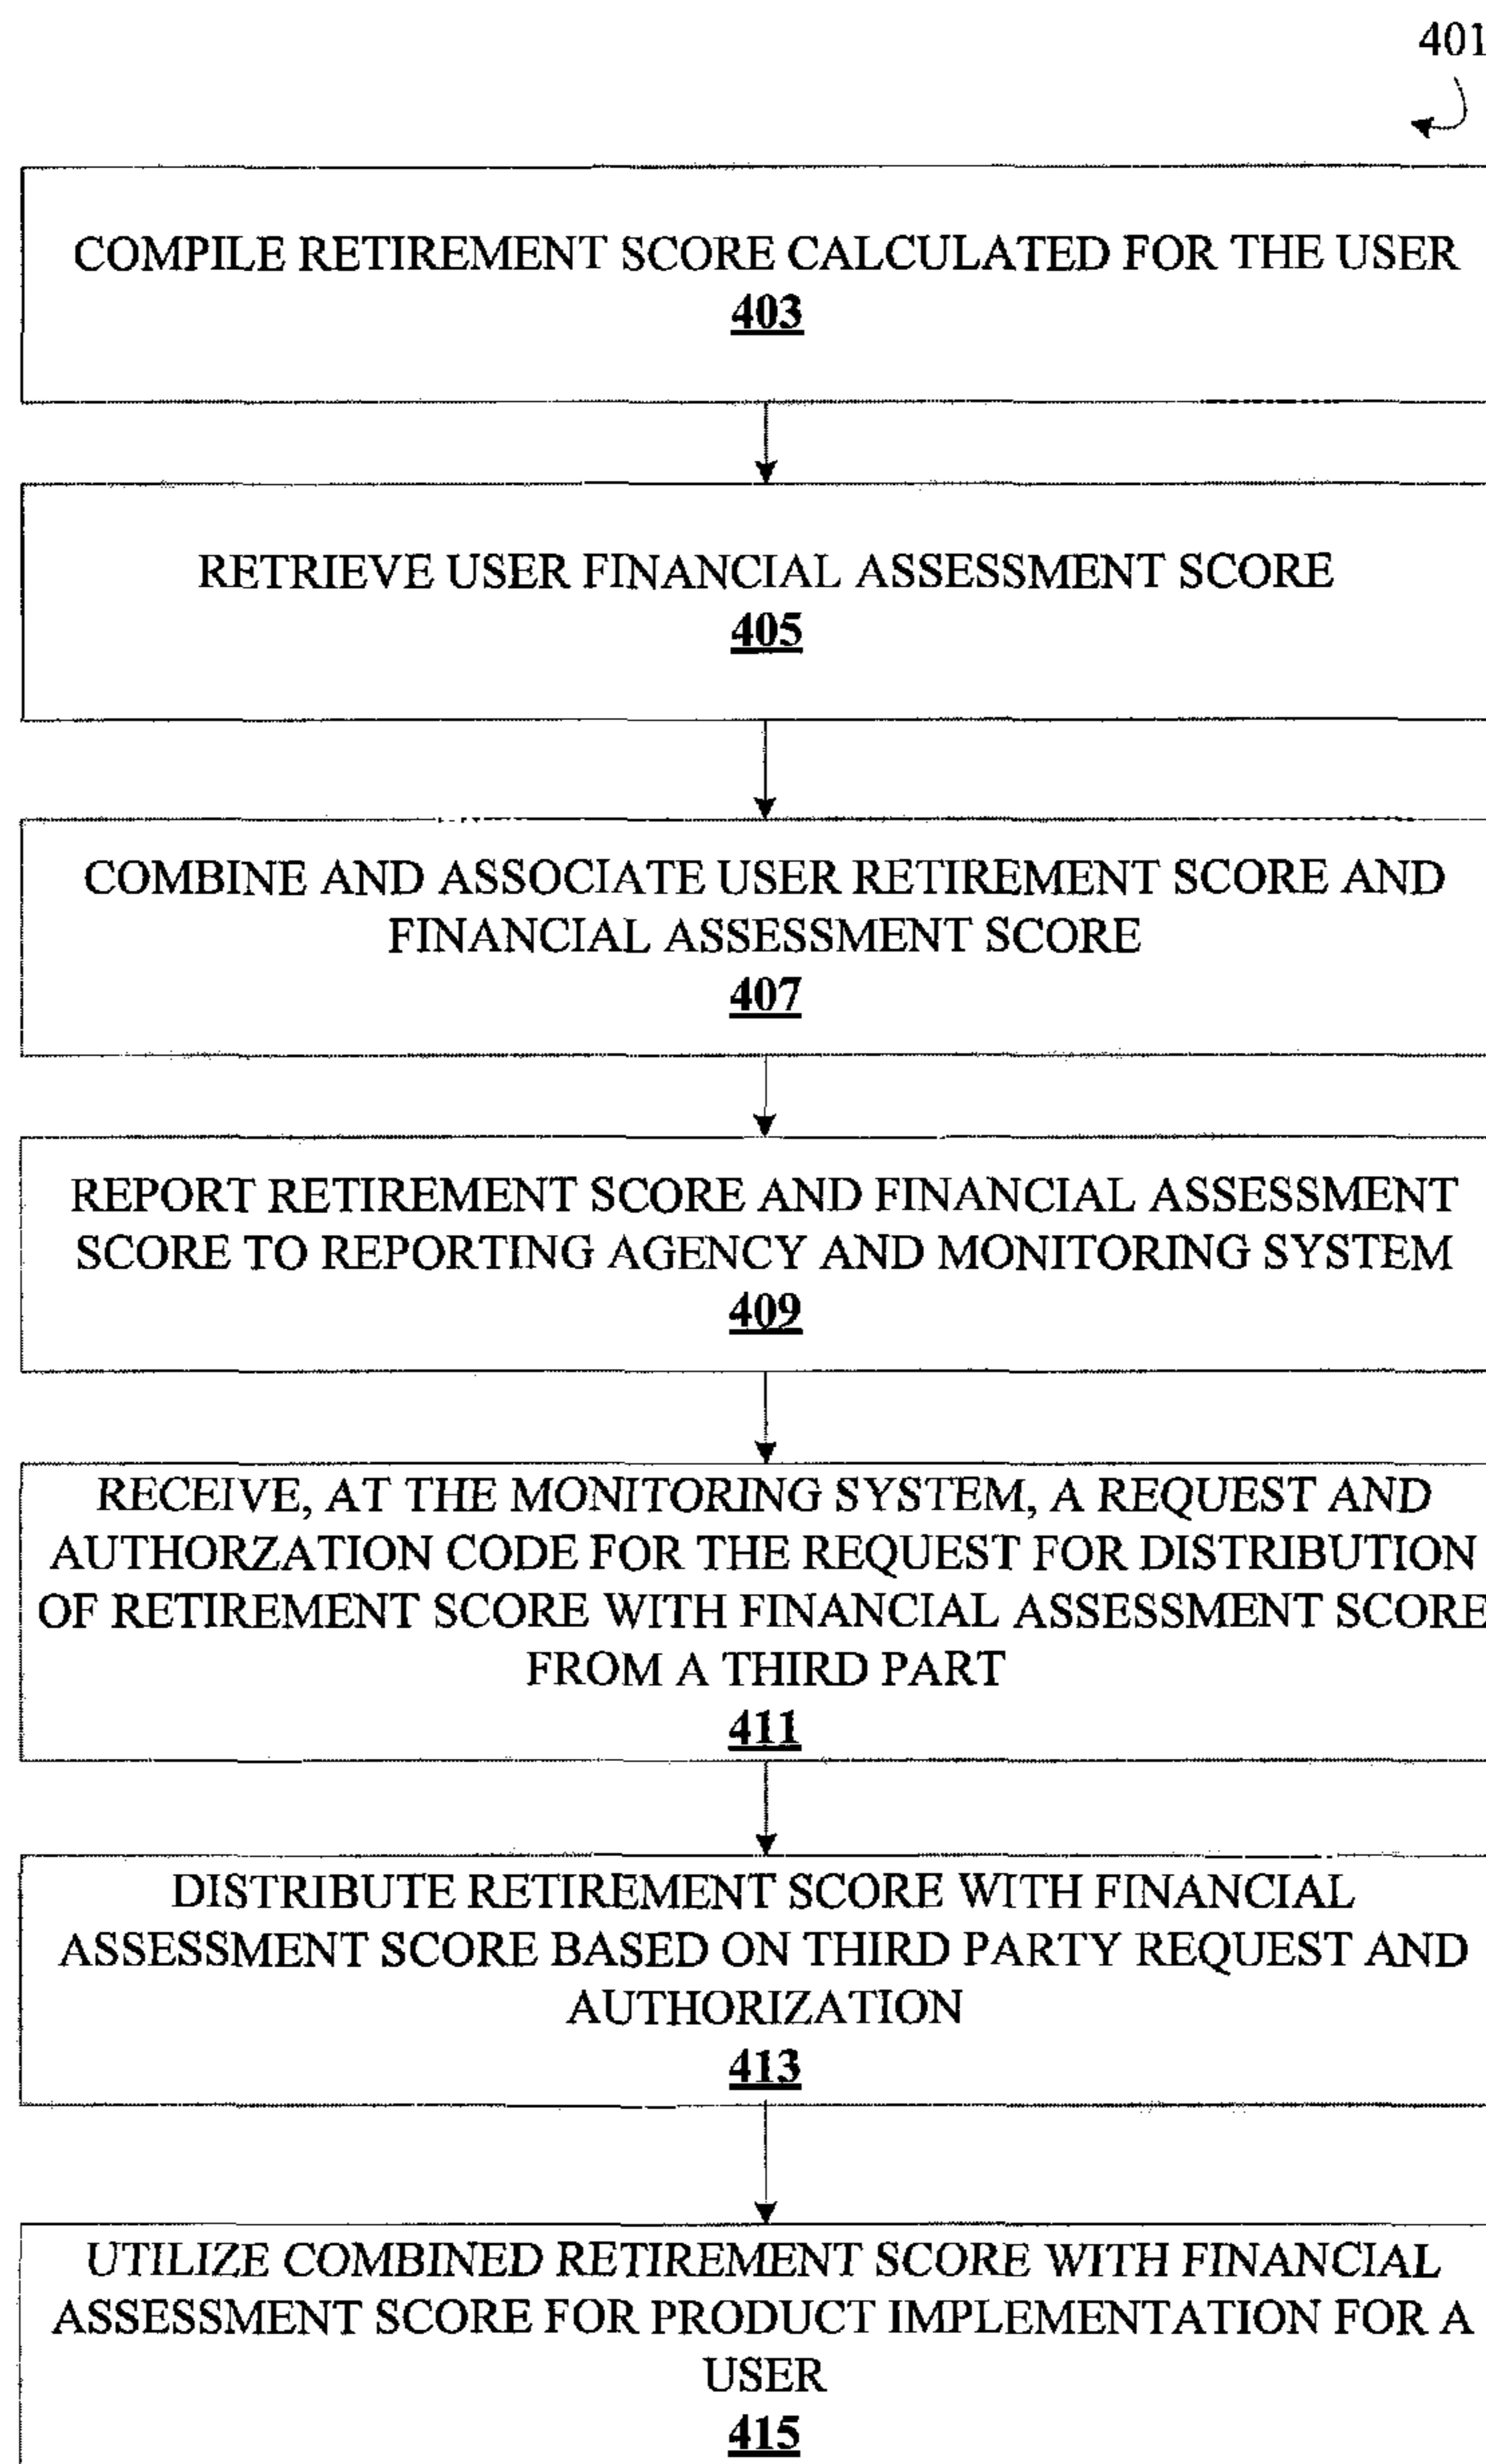 401
COMPILE RETIREMENT SCORE CALCULATED FOR THE USER
403
RETRIEVE USER FINANCIAL ASSESSMENT SCORE
405
COMBINE AND ASSOCIATE USER RETIREMENT SCORE AND
FINANCIAL ASSESSMENT SCORE
407
REPORT RETIREMENT SCORE AND FINANCIAL ASSESSMENT
SCORE TO REPORTING AGENCY AND MONITORING SYSTEM
409
RECEIVE, AT THE MONITORING SYSTEM, A REQUEST AND
AUTHORZATION CODE FOR THE REQUEST FOR DISTRIBUTION
OF RETIREMENT SCORE WITH FINANCIAL ASSESSMENT SCORE
FROM A THIRD PART
411
DISTRIBUTE RETIREMENT SCORE WITH FINANCIAL
ASSESSMENT SCORE BASED ON THIRD PARTY REQUEST AND
AUTHORIZATION
413
UTILIZE COMBINED RETIREMENT SCORE WITH FINANCIAL
ASSESSMENT SCORE FOR PRODUCT IMPLEMENTATION FOR A
USER
415